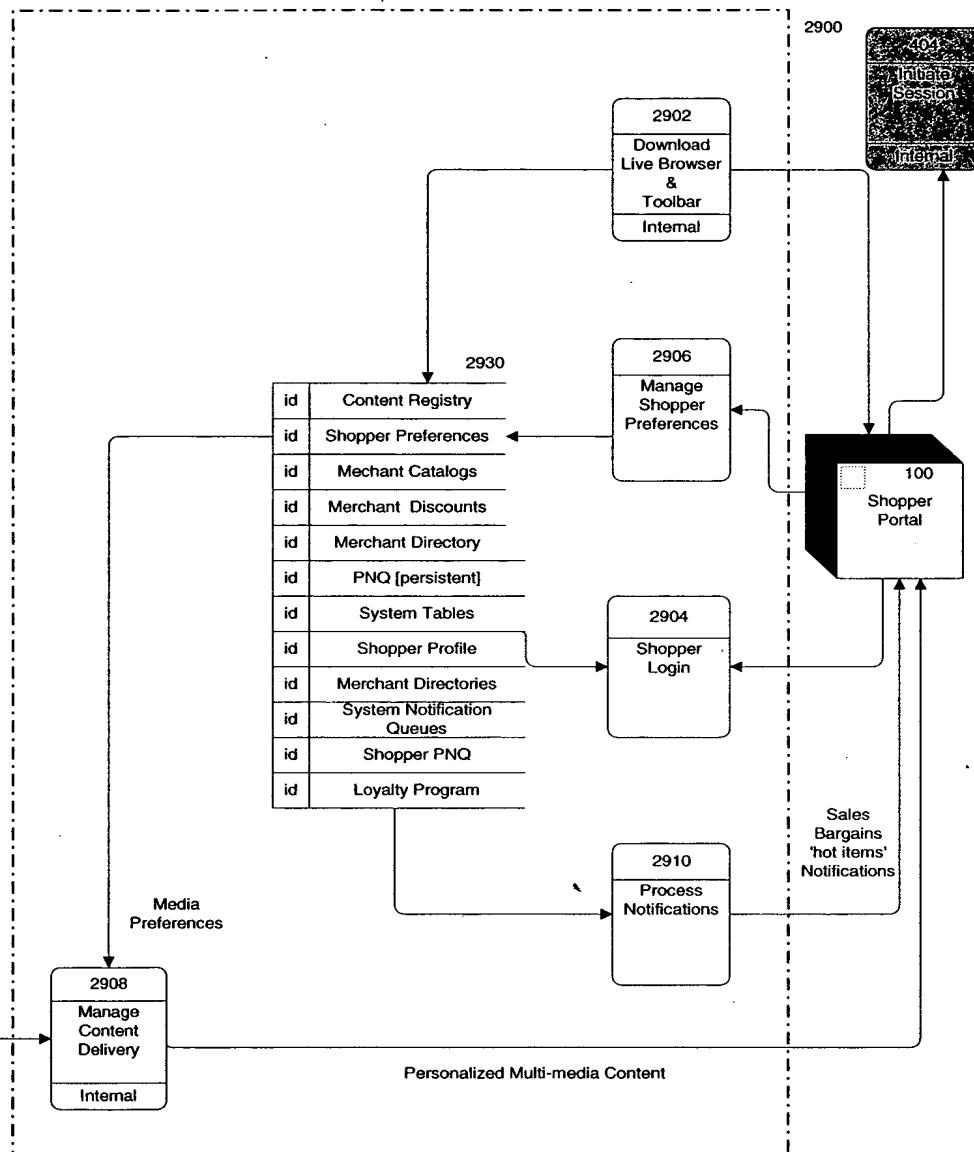 2900
404
Initiate
Session
Internal
2902
Download
Live Browser
&
Toolbar
Internal
2930
2906
Manage
Shopper
Preferences
id Content Registry
id Shopper Preferences
id Mechant Catalogs
id Merchant Discounts
id Merchant Directory
id PNQ [persistent]
id System Tables
id Shopper Profile
id Merchant Directories
id System Notification
Queues
id Shopper PNQ
id Loyalty Program
100
Shopper
Portal
2904
Shopper
Login
Sales
Bargains
'hot items'
Notifications
2910
Process
Notifications
Media
Preferences
2908
Manage
Content
Delivery
Internal
Personalized Multi-media Content